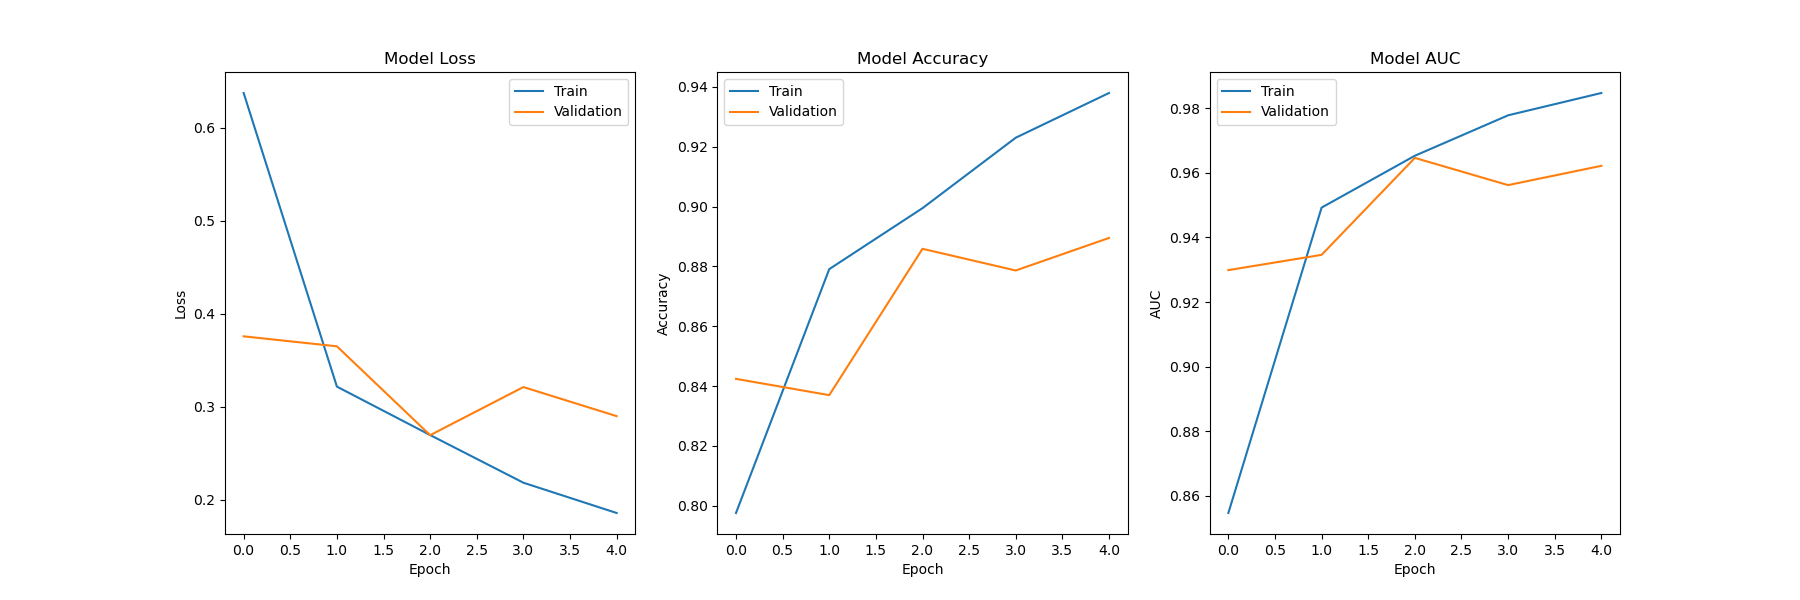 Model Loss
Train
Validation
0.6
0.5
0.4
0.3
0.2
Loss
0.0 0.5 1.0 1.5 2.0 2.5 3.0 3.5 4.0
Epoch
Model Accuracy
Train
Validation
0.94
0.92
0.90
0.88
0.86
0.84
0.82
0.80
Accuracy
0.0 0.5 1.0 1.5 2.0 2.5 3.0 3.5 4.0
Epoch
Model AUC
Train
Validation
0.98
0.96
0.94
0.92
0.90
0.88
0.86
AUC
0.0 0.5 1.0 1.5 2.0 2.5 3.0 3.5 4.0
Epoch